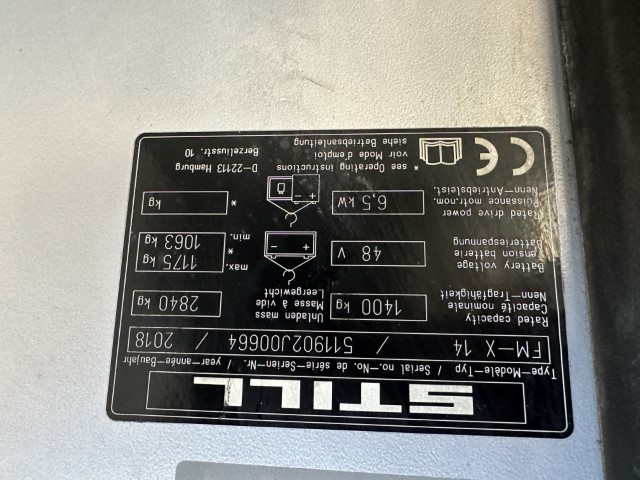 STILL
Type-Modèle-Typ / Serial no.-No. de série-Serien-Nr. / year-année-Baujahr
FM-X 14 / 511902J00664 / 2018
Rated capacity
Capacité nominale
Nenn-Tragfähigkeit
1400 kg
Unladen mass
Masse à vide
Leergewicht
2840 kg
Battery voltage
Tension batterie
Batteriespannung
48 V
max. 1175 kg
*
min. 1063 kg
Rated drive power
Puissance motr.nom.
Nenn-Antriebsleist.
6,5 kW
* kg
CE
* see Operating instructions
voir Mode d'emploi
siehe Betriebsanleitung
D-22113 Hamburg
Berzeliusstr. 10